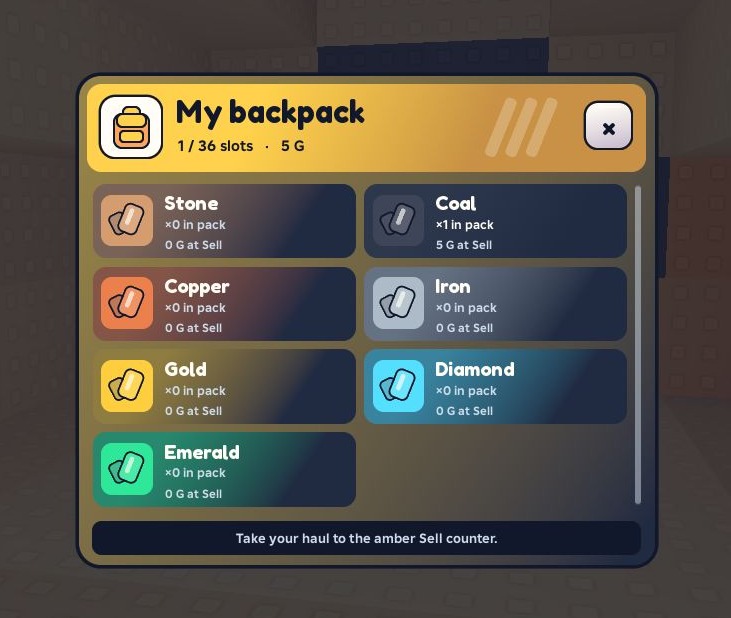 My backpack
1 / 36 slots · 5 G
×
Stone
×0 in pack
0 G at Sell
Coal
×1 in pack
5 G at Sell
Copper
×0 in pack
0 G at Sell
Iron
×0 in pack
0 G at Sell
Gold
×0 in pack
0 G at Sell
Diamond
×0 in pack
0 G at Sell
Emerald
×0 in pack
0 G at Sell
Take your haul to the amber Sell counter.